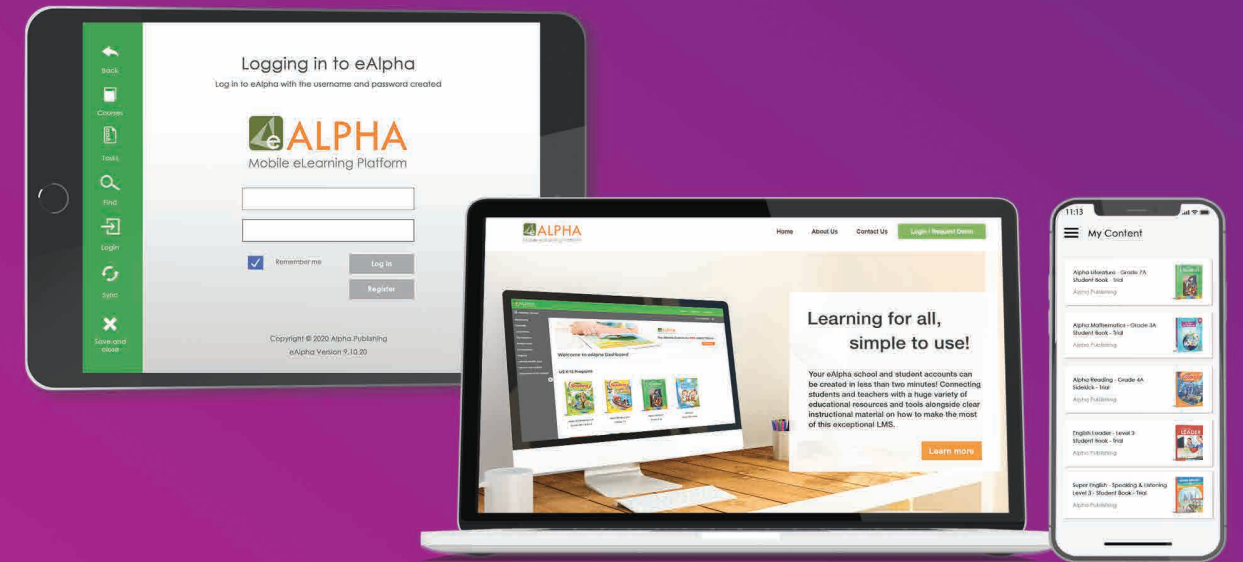 Back
Courses
Tools
Find
Login
Sync
Save and
close
Logging in to eAlpha
Log in to eAlpha with the username and password created
eALPHA
Mobile eLearning Platform
Remember me
Log in
Register
Copyright © 2020 Alpha Publishing
eAlpha Version 9.10.20
eALPHA
Mobile eLearning Platform
Home About Us Contact Us Login / Request Demo
Welcome to eAlpha Dashboard
Learning for all,
simple to use!
Your eAlpha school and student accounts can
be created in less than two minutes! Connecting
students and teachers with a huge variety of
educational resources and tools alongside clear
instructional material on how to make the most
of this exceptional LMS.
Learn more
11:13
My Content
Alpha Literature - Grade 7A
Student Book - Trial
Alpha Publishing
Alpha Mathematics - Grade 3A
Student Book - Trial
Alpha Publishing
Alpha Reading - Grade 4A
Sidekick - Trial
Alpha Publishing
English Leader - Level 3
Student Book - Trial
Alpha Publishing
LEADER
Super English - Speaking & Listening
Level 3 - Student Book - Trial
Alpha Publishing